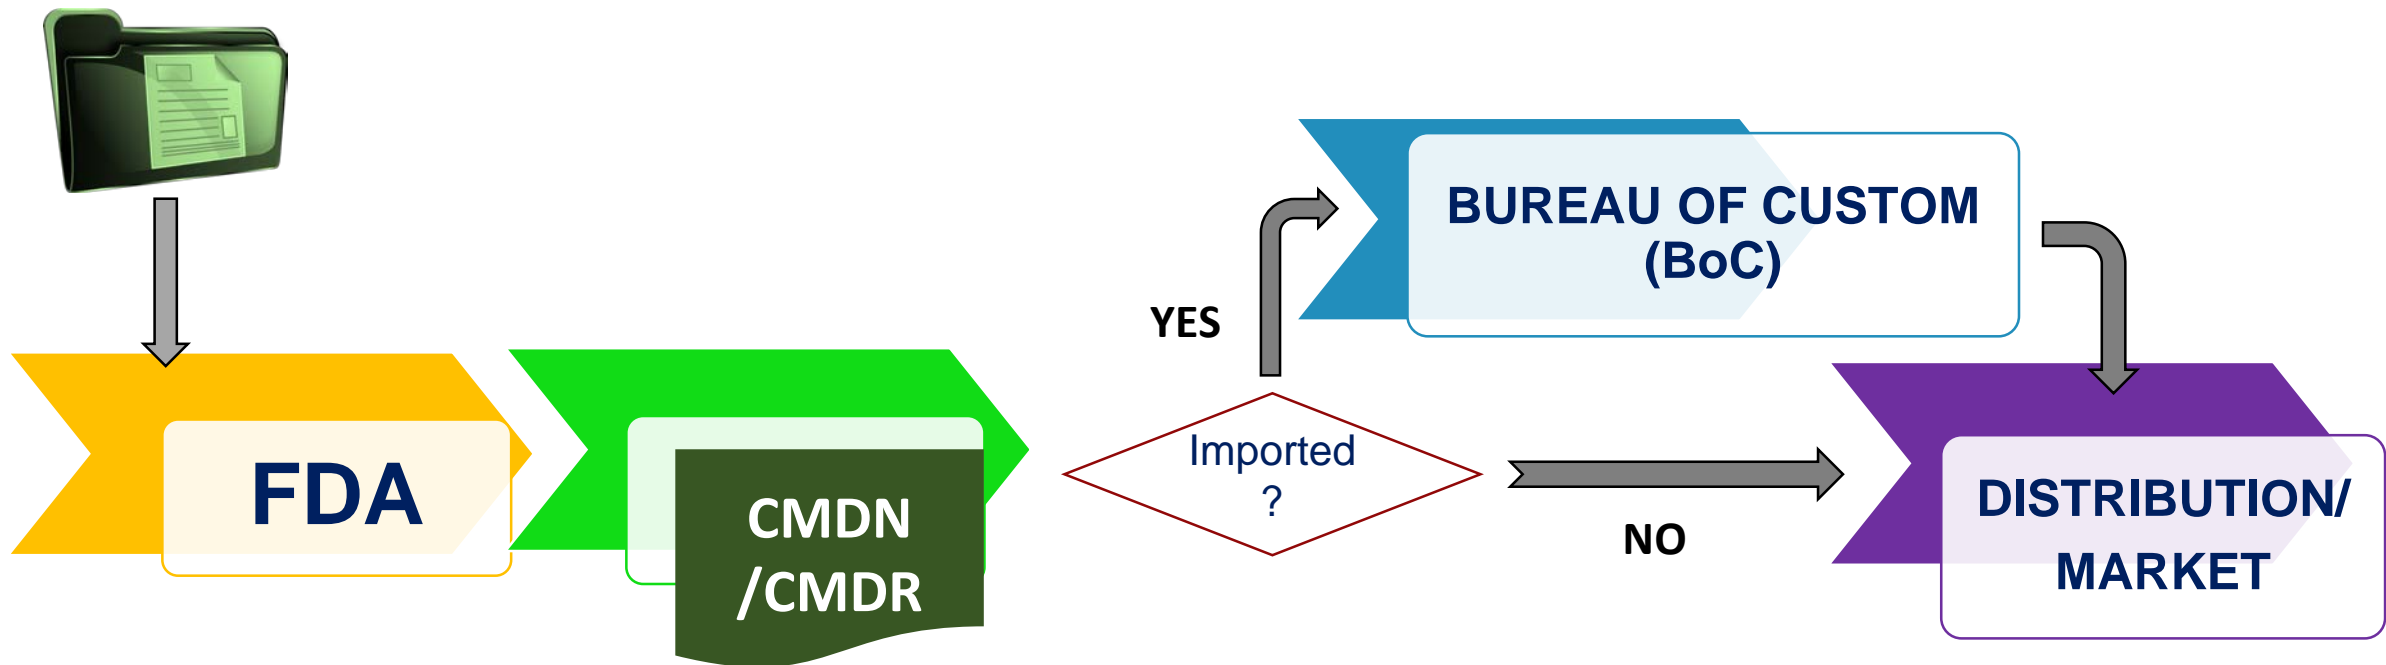 FDA
CMDN
/CMDR
Imported
?
YES
BUREAU OF CUSTOM
(BoC)
NO
DISTRIBUTION/
MARKET